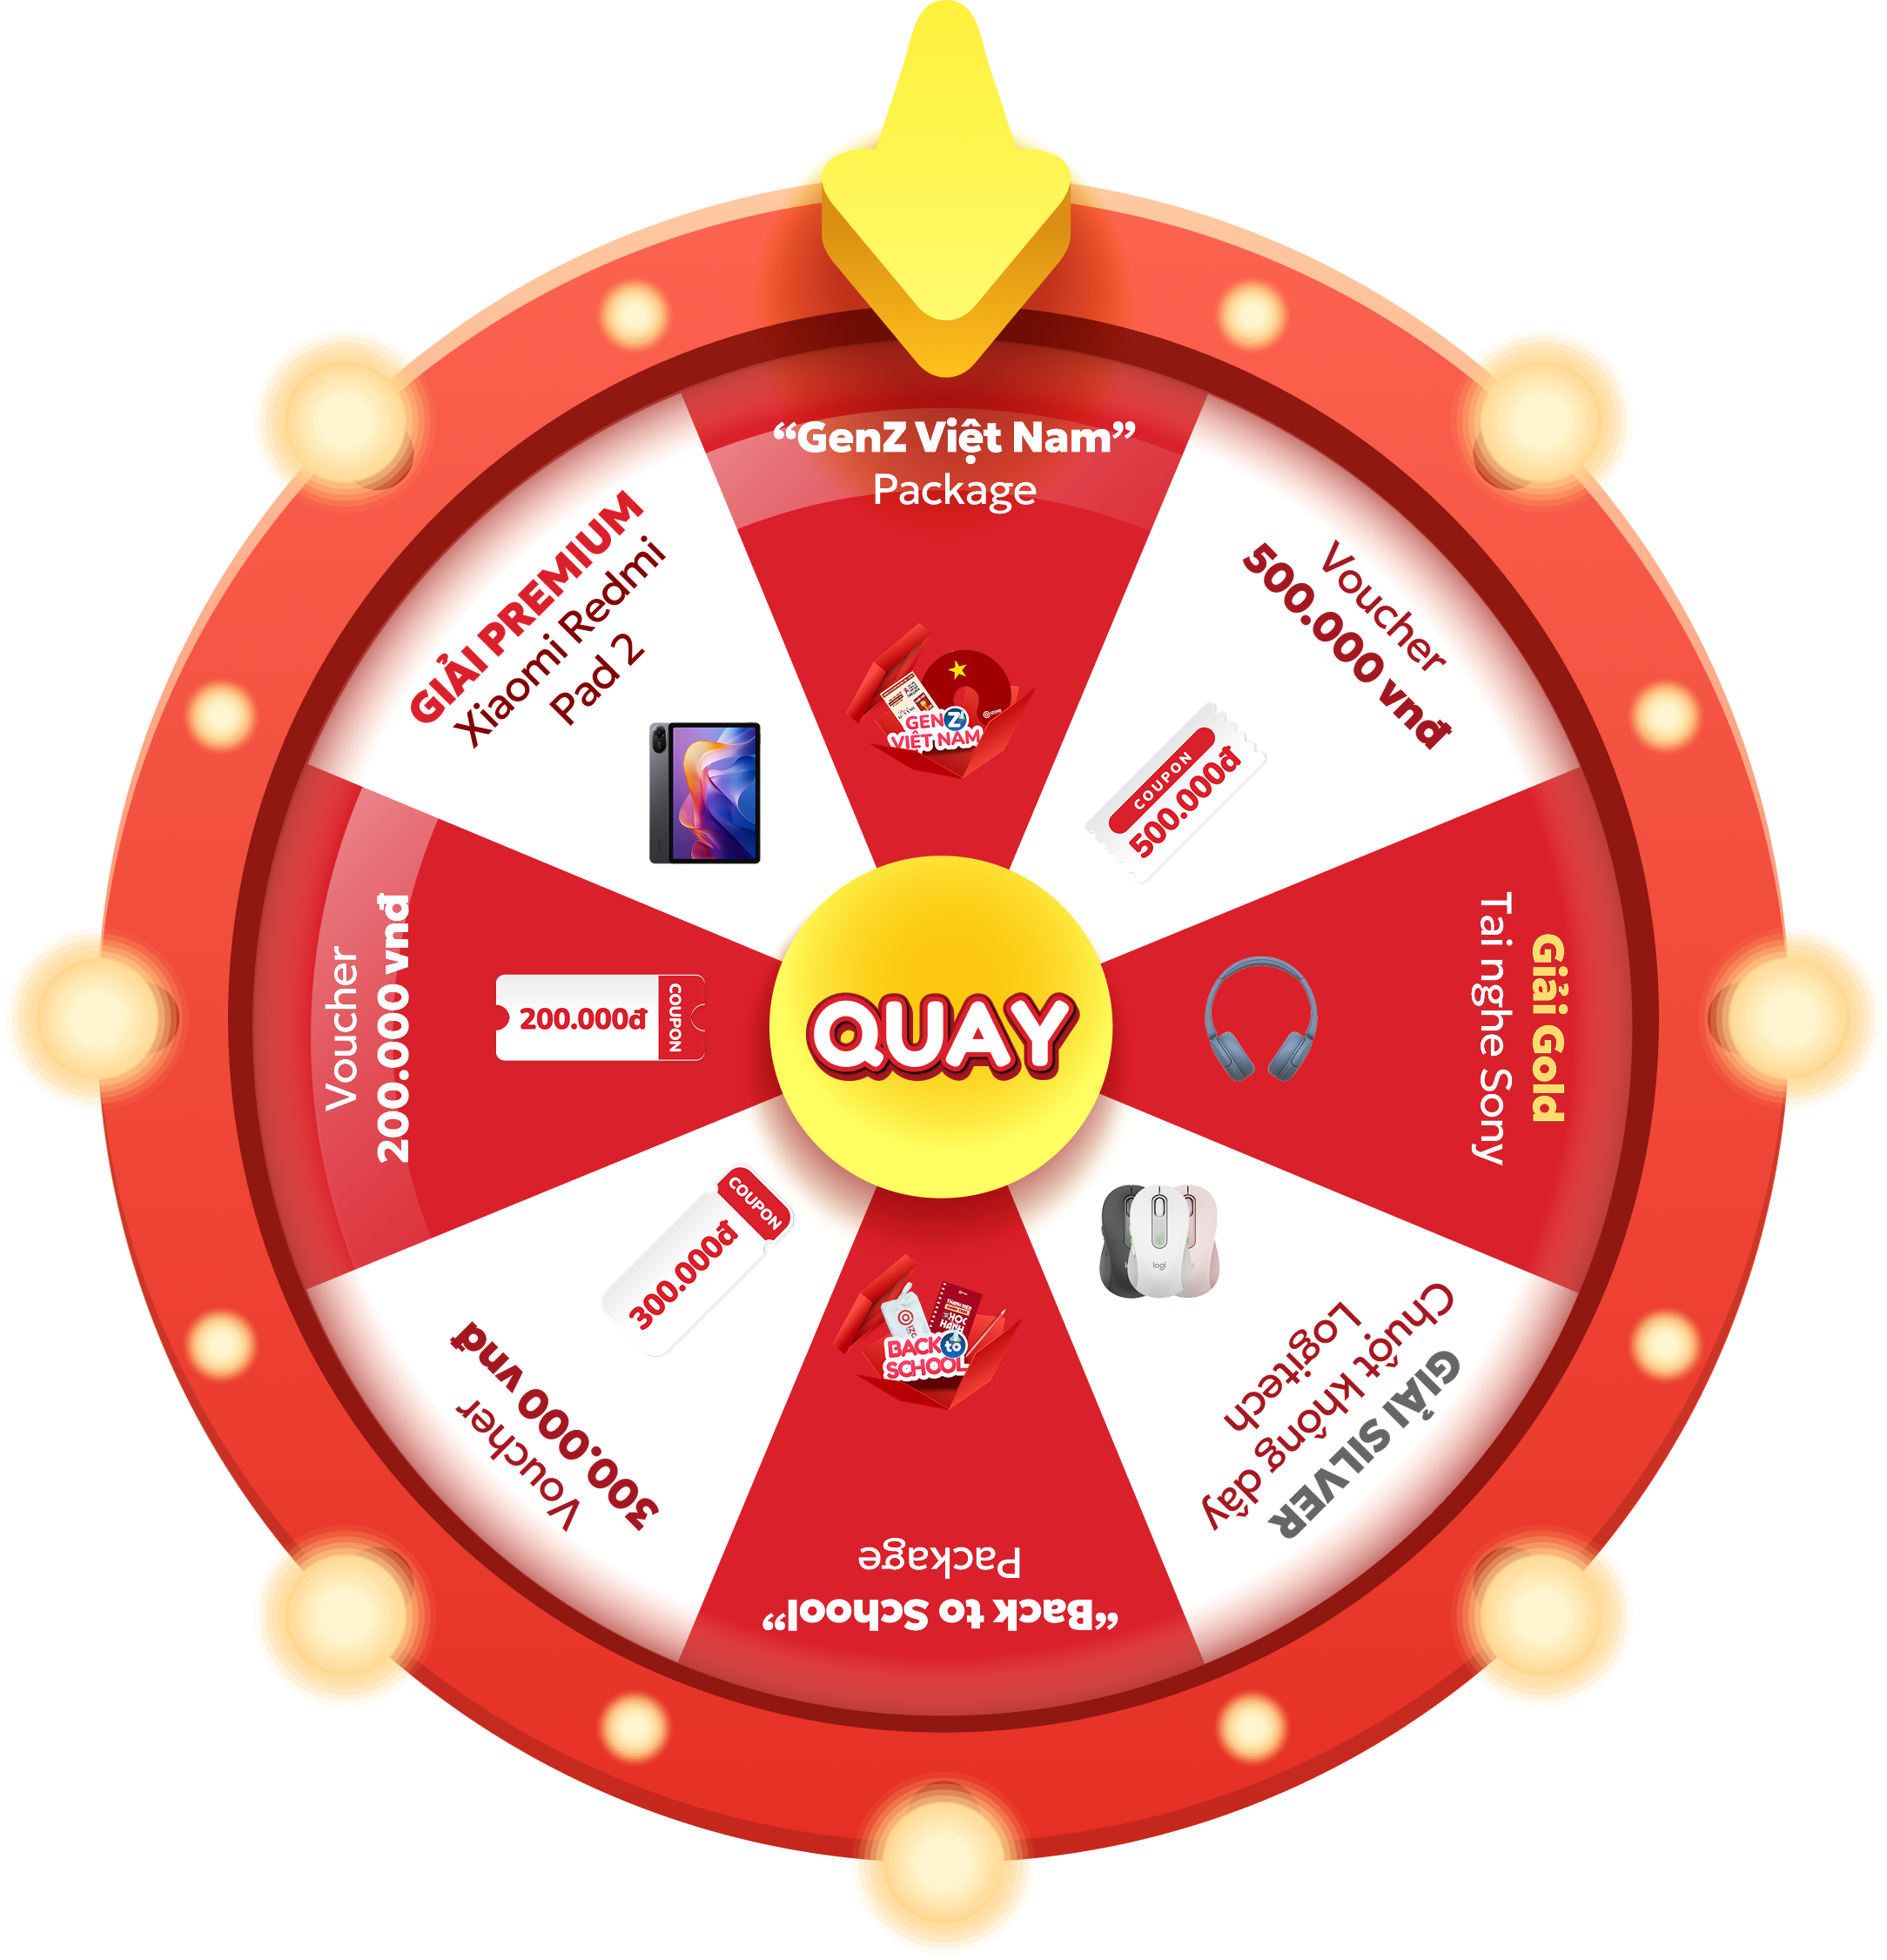 “GenZ Việt Nam”
Package
GEN Z
VIỆT NAM
Voucher
500.000 vnđ
COUPON
500.000đ
Giải Gold
Tai nghe Sony
GIẢI SILVER
Chuột không dây
Logitech
logi
“Back to School”
Package
BACK to
SCHOOL
Voucher
300.000 vnđ
COUPON
300.000đ
Voucher
200.000 vnđ
200.000đ
COUPON
GIẢI PREMIUM
Xiaomi Redmi
Pad 2
QUAY